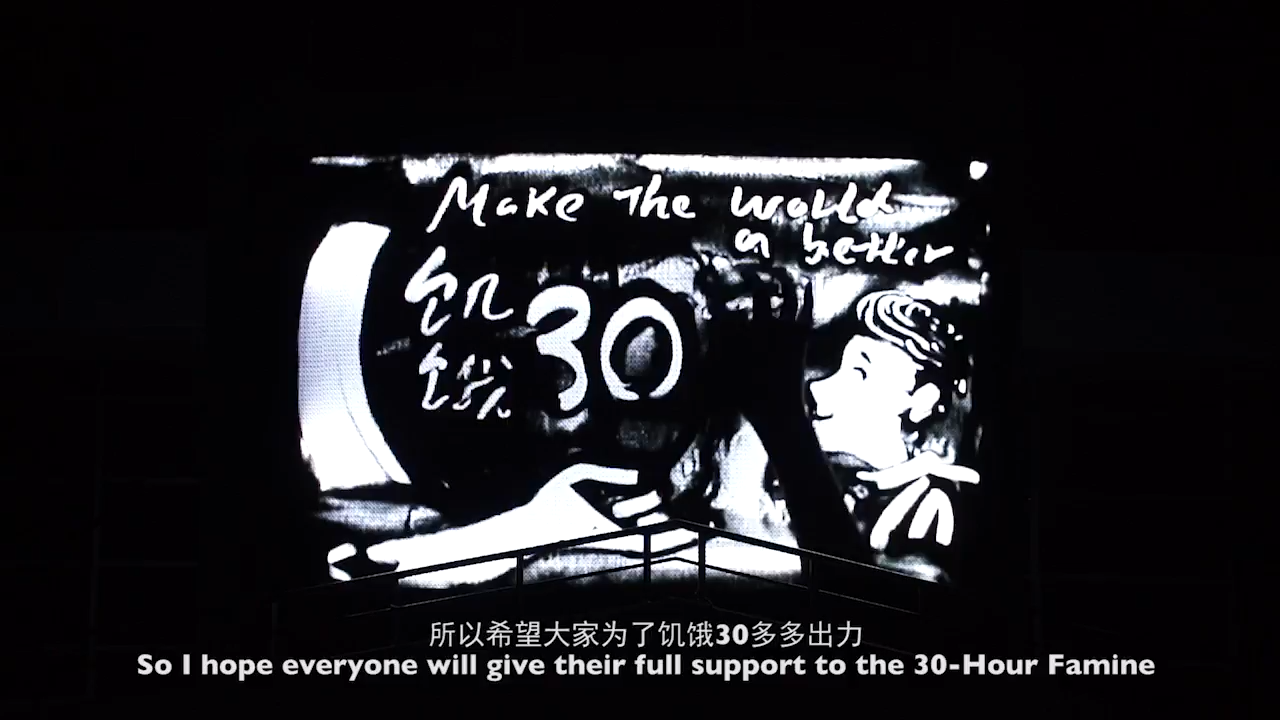 Make The World
a better
饥饿 30
所以希望大家为了饥饿30多多出力
So I hope everyone will give their full support to the 30-Hour Famine